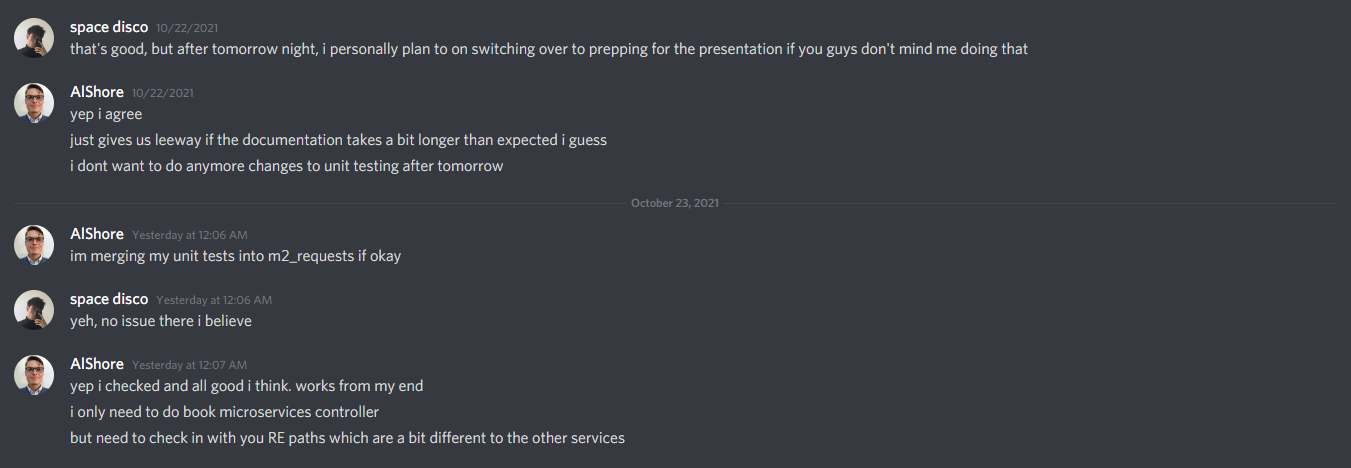 space disco 10/22/2021
that's good, but after tomorrow night, i personally plan to on switching over to prepping for the presentation if you guys don't mind me doing that
AlShore 10/22/2021
yep i agree
just gives us leeway if the documentation takes a bit longer than expected i guess
i dont want to do anymore changes to unit testing after tomorrow
October 23, 2021
AlShore Yesterday at 12:06 AM
im merging my unit tests into m2_requests if okay
space disco Yesterday at 12:06 AM
yeh, no issue there i believe
AlShore Yesterday at 12:07 AM
yep i checked and all good i think. works from my end
i only need to do book microservices controller
but need to check in with you RE paths which are a bit different to the other services